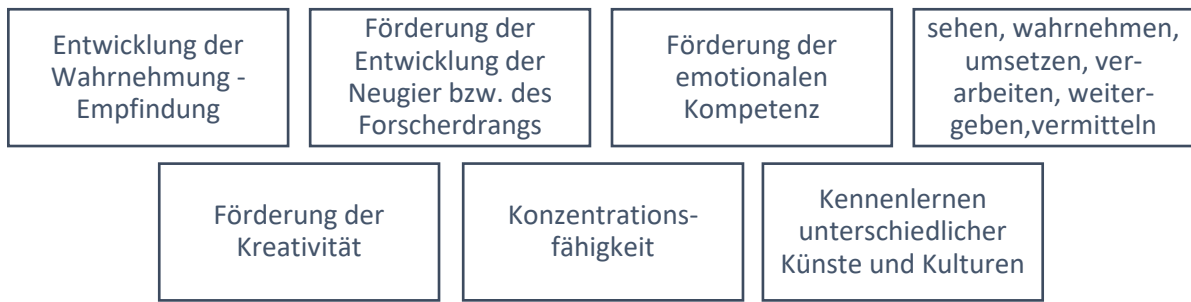 Entwicklung der
Wahrnehmung -
Empfindung
Förderung der
Entwicklung der
Neugier bzw. des
Forscherdrangs
Förderung der
emotionalen
Kompetenz
sehen, wahrnehmen,
umsetzen, ver-
arbeiten, weiter-
geben,vermitteln
Förderung der
Kreativität
Konzentrations-
fähigkeit
Kennenlernen
unterschiedlicher
Künste und Kulturen